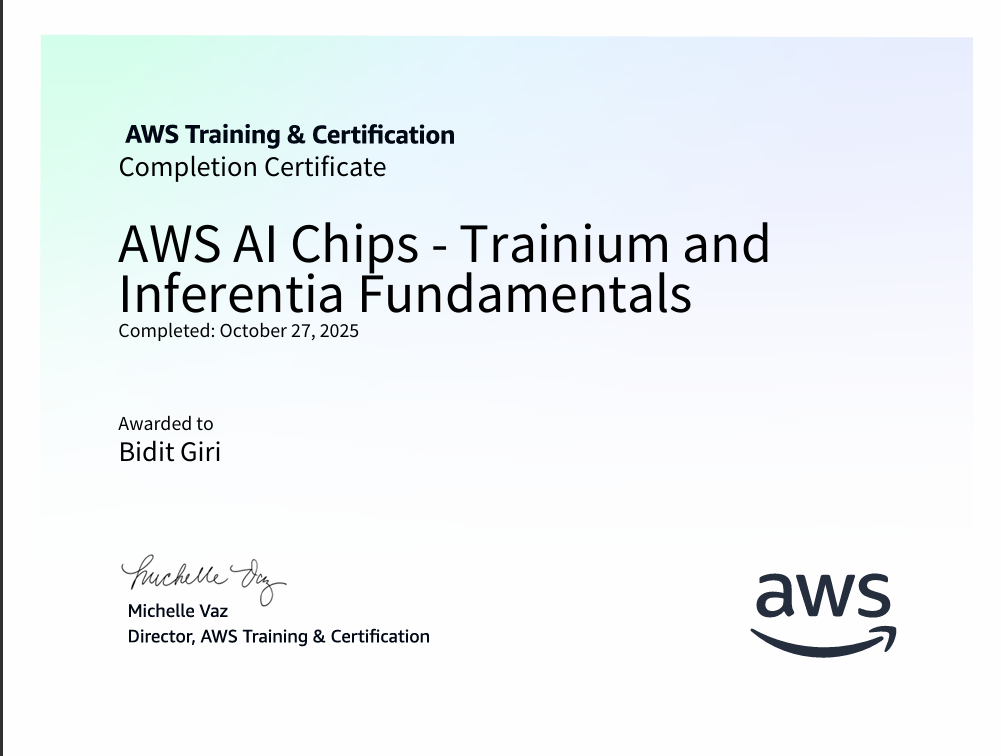 AWS Training & Certification
Completion Certificate
AWS AI Chips - Trainium and
Inferentia Fundamentals
Completed: October 27, 2025
Awarded to
Bidit Giri
Michelle Vaz
Michelle Vaz
Director, AWS Training & Certification
aws